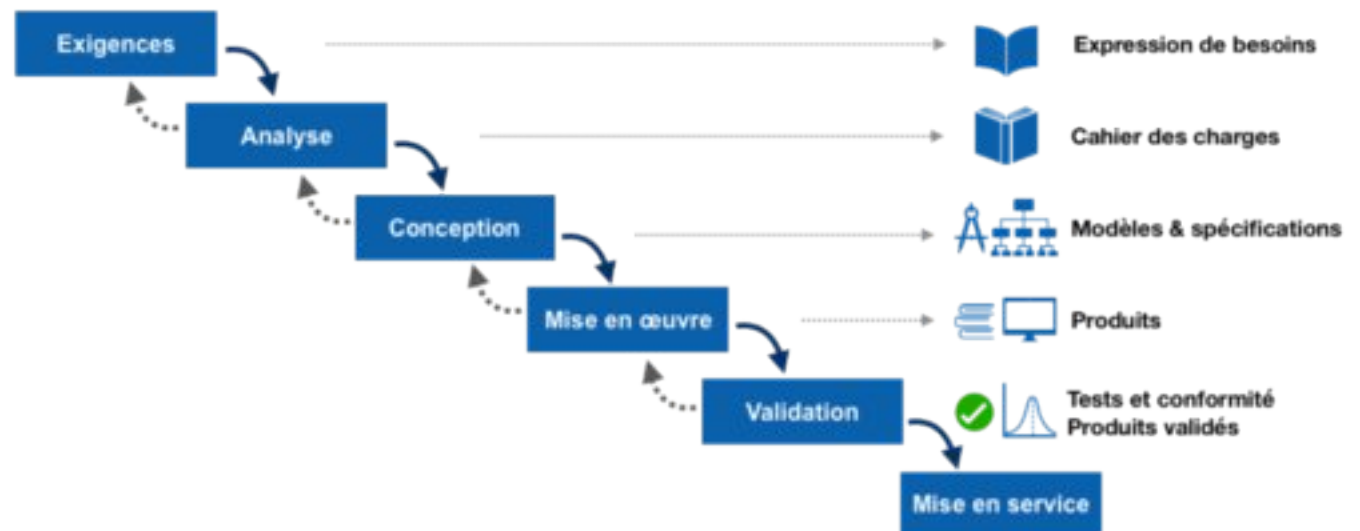 Exigences
Expression de besoins
Analyse
Cahier des charges
Conception
Modèles & spécifications
Mise en œuvre
Produits
Validation
Tests et conformité
Produits validés
Mise en service